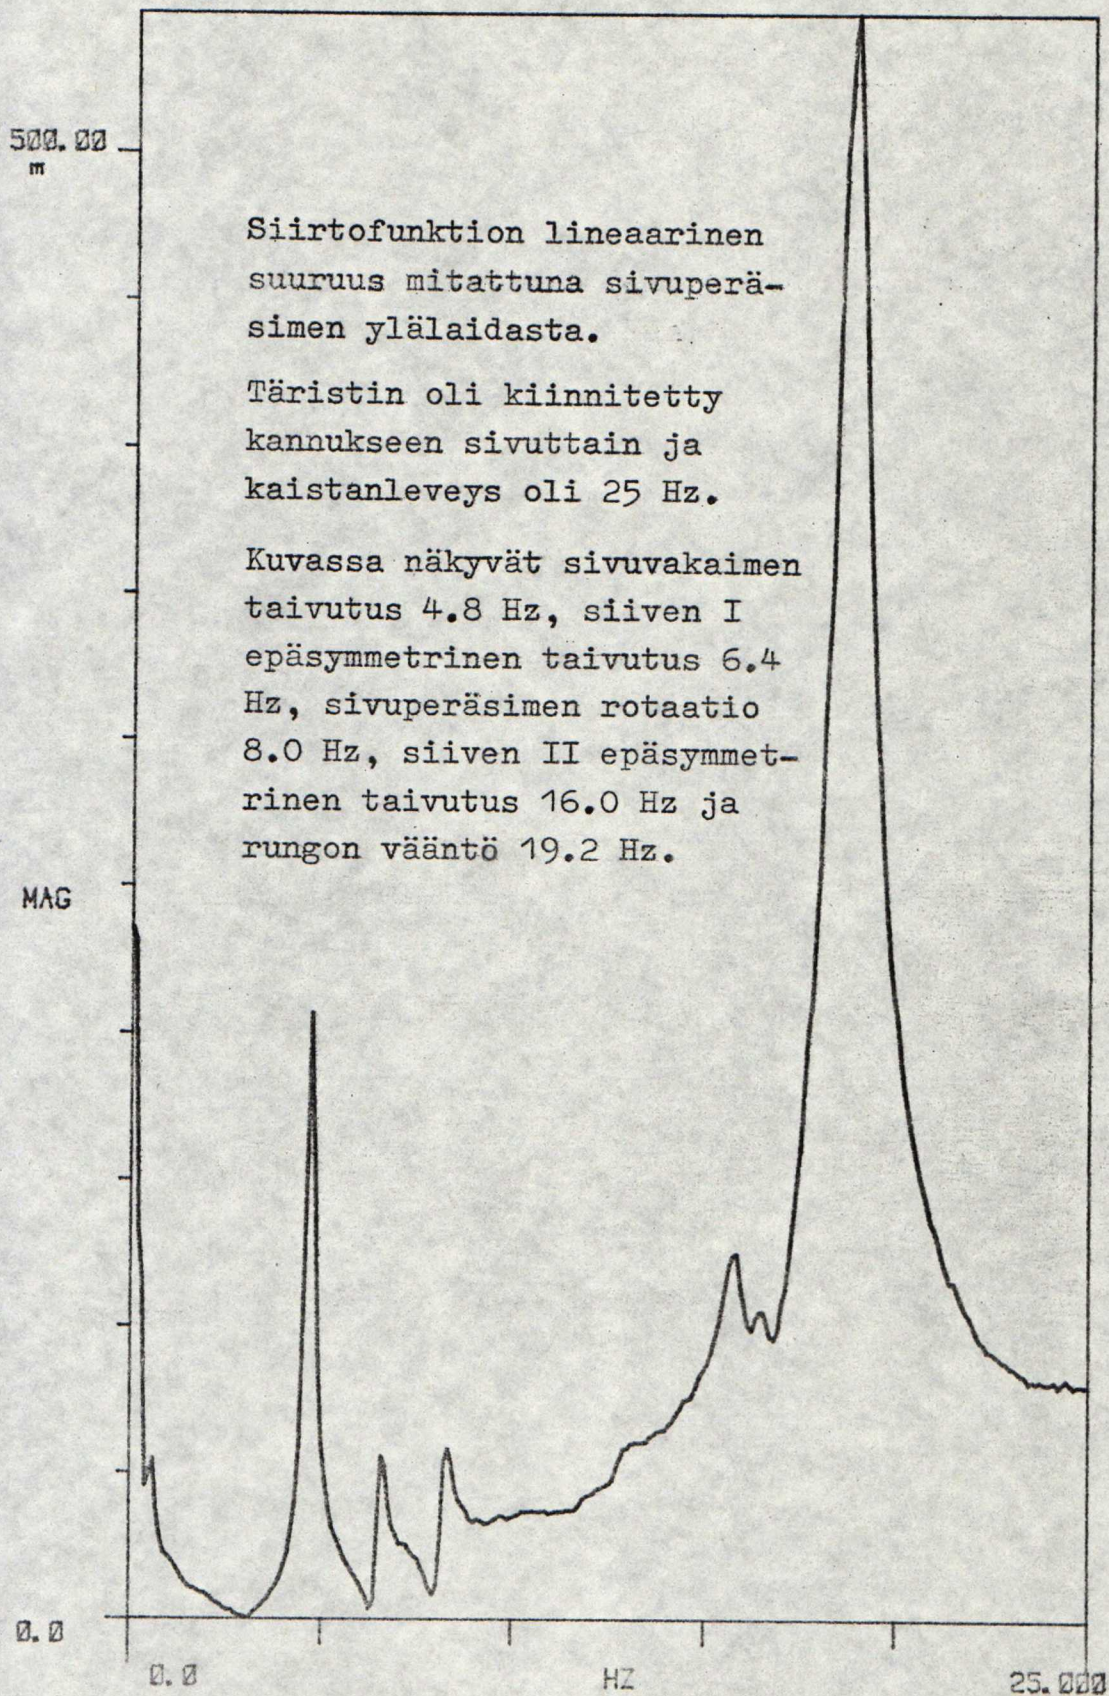 500.00
m
Siirtofunktion lineaarinen
suuruus mitattuna sivuperä-
simen ylälaidasta.
Täristin oli kiinnitetty
kannukseen sivuttain ja
kaistanleveys oli 25 Hz.
Kuvassa näkyvät sivuvakaimen
taivutus 4.8 Hz, siiven I
epäsymmetrinen taivutus 6.4
Hz, sivuperäsimen rotaatio
8.0 Hz, siiven II epäsymmet-
rinen taivutus 16.0 Hz ja
rungon vääntö 19.2 Hz.
MAG
0.0
0.0 HZ 25.000